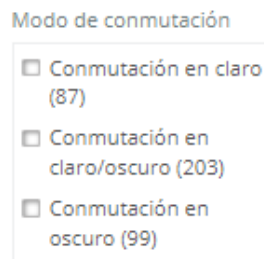 Modo de conmutación
Conmutación en claro
(87)
Conmutación en
claro/oscuro (203)
Conmutación en
oscuro (99)